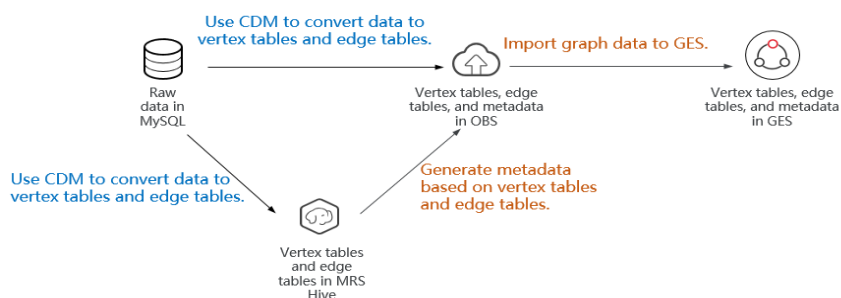 Use CDM to convert data to
vertex tables and edge tables.
Import graph data to GES.
Raw
data in
MySQL
Vertex tables, edge
tables, and metadata
in OBS
Vertex tables, edge
tables, and metadata
in GES
Use CDM to convert data to
vertex tables and edge tables.
Generate metadata
based on vertex tables
and edge tables.
Vertex tables
and edge
tables in MRS
Hive